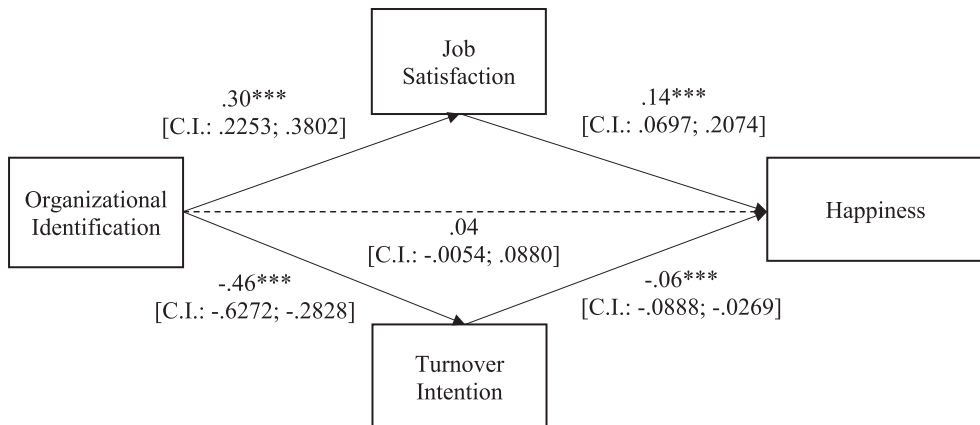 Job
Satisfaction
.30***
[C.I.: .2253; .3802]
.14***
[C.I.: .0697; .2074]
Organizational
Identification
Happiness
.04
[C.I.: -.0054; .0880]
-.46***
[C.I.: -.6272; -.2828]
-.06***
[C.I.: -.0888; -.0269]
Turnover
Intention